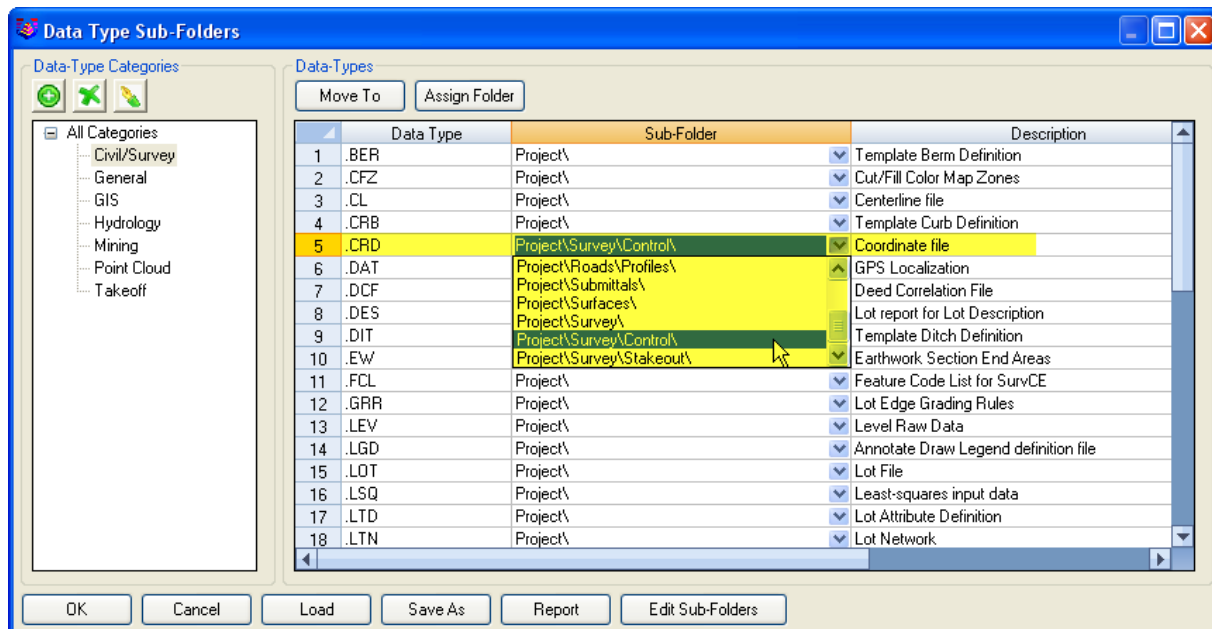 Data Type Sub-Folders
Data-Type Categories
Data-Types
Move To Assign Folder
All Categories
Civil/Survey
General
GIS
Hydrology
Mining
Point Cloud
Takeoff
Data Type Sub-Folder Description
1 .BER Project\ Template Berm Definition
2 .CFZ Project\ Cut/Fill Color Map Zones
3 .CL Project\ Centerline file
4 .CRB Project\ Template Curb Definition
5 .CRD Project\Survey\Control\ Coordinate file
6 .DAT Project\Roads\Profiles\ GPS Localization
Project\Submittals\
7 .DCF Project\Surfaces\ Deed Correlation File
8 .DES Project\Survey\ Lot report for Lot Description
9 .DIT Project\Survey\Control\ Template Ditch Definition
10 .EW Project\Survey\Stakeout\ Earthwork Section End Areas
11 .FCL Project\ Feature Code List for SurvCE
12 .GRR Project\ Lot Edge Grading Rules
13 .LEV Project\ Level Raw Data
14 .LGD Project\ Annotate Draw Legend definition file
15 .LOT Project\ Lot File
16 .LSQ Project\ Least-squares input data
17 .LTD Project\ Lot Attribute Definition
18 .LTN Project\ Lot Network
OK Cancel Load Save As Report Edit Sub-Folders